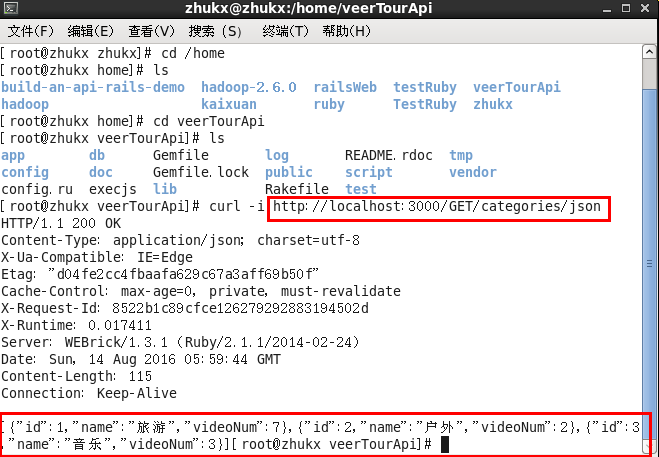 zhukx@zhukx:/home/veerTourApi
文件(F) 编辑(E) 查看(V) 搜索 (S) 终端(T) 帮助(H)
[root@zhukx zhukx]# cd /home
[root@zhukx home]# ls
build-an-api-rails-demo hadoop-2.6.0 railsWeb testRuby veerTourApi
hadoop kaixuan ruby TestRuby zhukx
[root@zhukx home]# cd veerTourApi
[root@zhukx veerTourApi]# ls
app db Gemfile log README.rdoc tmp
config doc Gemfile.lock public script vendor
config.ru execjs lib Rakefile test
[root@zhukx veerTourApi]# curl -i http://localhost:3000/GET/categories/json
HTTP/1.1 200 OK
Content-Type: application/json; charset=utf-8
X-Ua-Compatible: IE=Edge
Etag: "d04fe2cc4fbaafa629c67a3aff69b50f"
Cache-Control: max-age=0, private, must-revalidate
X-Request-Id: 8522b1c89cfce1262792928831945​02d
X-Runtime: 0.017411
Server: WEBrick/1.3.1 (Ruby/2.1.1/2014-02-24)
Date: Sun, 14 Aug 2016 05:59:44 GMT
Content-Length: 115
Connection: Keep-Alive
[{"id":1,"name":"旅游","videoNum":7},{"id":2,"name":"户外","videoNum":2},{"id":3
,"name":"音乐","videoNum":3}][root@zhukx veerTourApi]#